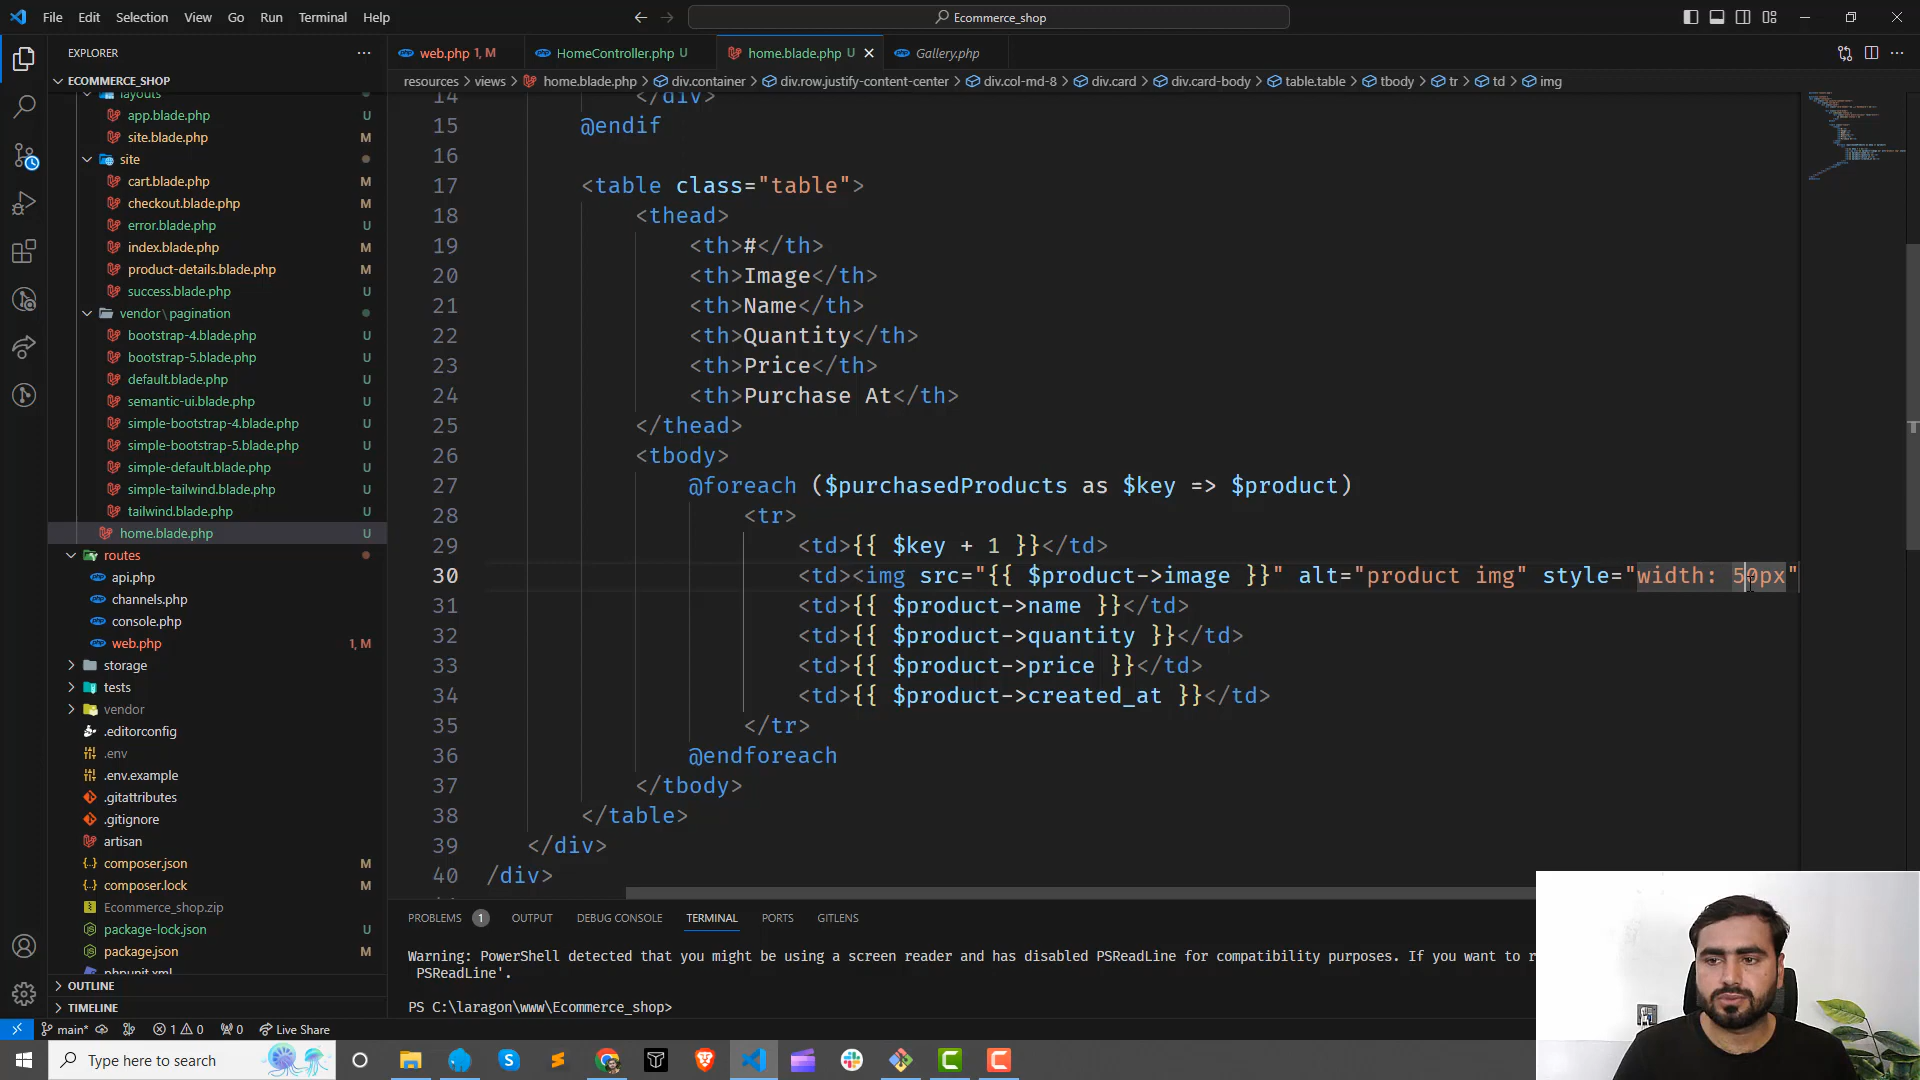 File Edit Selection View Go Run Terminal Help
Ecommerce_shop
EXPLORER
web.php 1, M
HomeController.php U
home.blade.php U
Gallery.php
ECOMMERCE_SHOP
resources > views > home.blade.php > div.container > div.row.justify-content-center > div.col-md-8 > div.card > div.card-body > table.table > tbody > tr > td > img
layouts
app.blade.php U
site.blade.php M
site
cart.blade.php M
checkout.blade.php M
error.blade.php U
index.blade.php M
product-details.blade.php M
success.blade.php U
vendor\pagination
bootstrap-4.blade.php U
bootstrap-5.blade.php U
default.blade.php U
semantic-ui.blade.php U
simple-bootstrap-4.blade.php U
simple-bootstrap-5.blade.php U
simple-default.blade.php U
simple-tailwind.blade.php U
tailwind.blade.php U
home.blade.php U
routes
api.php
channels.php
console.php
web.php 1, M
storage
tests
vendor
.editorconfig
.env
.env.example
.gitattributes
.gitignore
artisan
composer.json M
composer.lock M
Ecommerce_shop.zip
package-lock.json U
package.json M
phpunit.xml
OUTLINE
TIMELINE
14 </div>
15 @endif
16
17 <table class="table">
18 <thead>
19 <th>#</th>
20 <th>Image</th>
21 <th>Name</th>
22 <th>Quantity</th>
23 <th>Price</th>
24 <th>Purchase At</th>
25 </thead>
26 <tbody>
27 @foreach ($purchasedProducts as $key => $product)
28 <tr>
29 <td>{{ $key + 1 }}</td>
30 <td><img src="{{ $product->image }}" alt="product img" style="width: 50px"
31 <td>{{ $product->name }}</td>
32 <td>{{ $product->quantity }}</td>
33 <td>{{ $product->price }}</td>
34 <td>{{ $product->created_at }}</td>
35 </tr>
36 @endforeach
37 </tbody>
38 </table>
39 </div>
40 /div>
PROBLEMS 1 OUTPUT DEBUG CONSOLE TERMINAL PORTS GITLENS
Warning: PowerShell detected that you might be using a screen reader and has disabled PSReadLine for compatibility purposes. If you want to r
PSReadLine'.
PS C:\laragon\www\Ecommerce_shop>
main* 1 0 0 Live Share
Type here to search